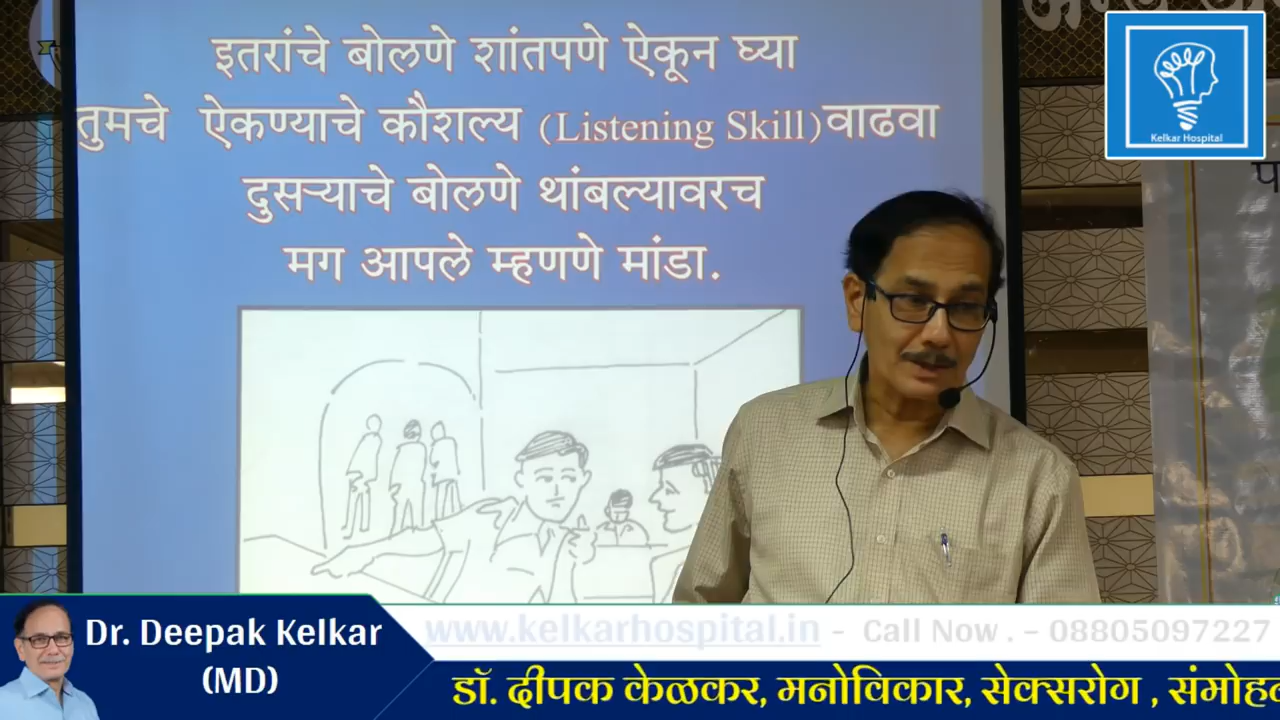 इतरांचे बोलणे शांतपणे ऐकून घ्या
तुमचे ऐकण्याचे कौशल्य (Listening Skill) वाढवा
दुसऱ्याचे बोलणे थांबल्यावरच
मग आपले म्हणणे मांडा.
Kelkar Hospital
Dr. Deepak Kelkar
(MD)
www.kelkarhospital.in - Call Now . – 08805097227
डॉ. दीपक केळकर, मनोविकार, सेक्सरोग , संमोह